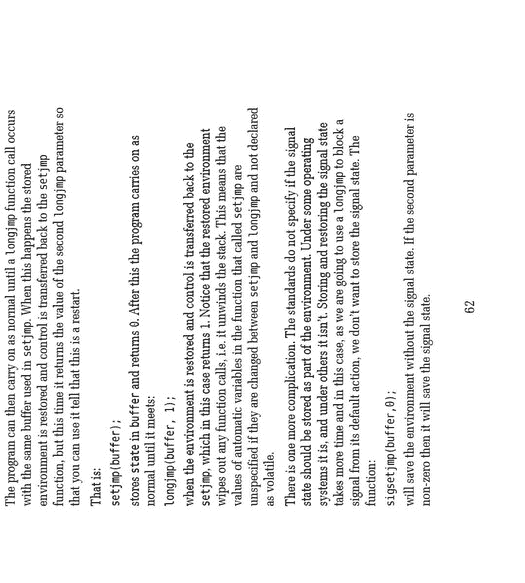 The program can then carry on as normal until a longjmp function call occurs
with the same buffer used in setjmp. When this happens the stored
environment is restored and control is transferred back to the setjmp
function, but this time it returns the value of the second longjmp parameter so
that you can use it tell that this is a restart.
That is:
setjmp(buffer);
stores state in buffer and returns 0. After this the program carries on as
normal until it meets:
longjmp(buffer, 1);
when the environment is restored and control is transferred back to the
setjmp, which in this case returns 1. Notice that the restored environment
wipes out any function calls, i.e. it unwinds the stack. This means that the
values of automatic variables in the function that called setjmp are
unspecified if they are changed between setjmp and longjmp and not declared
as volatile.
There is one more complication. The standards do not specify if the signal
state should be stored as part of the environment. Under some operating
systems it is, and under others it isn't. Storing and restoring the signal state
takes more time and in this case, as we are going to use a longjmp to block a
signal from its default action, we don't want to store the signal state. The
function:
sigsetjmp(buffer,0);
will save the environment without the signal state. If the second parameter is
non-zero then it will save the signal state.
62